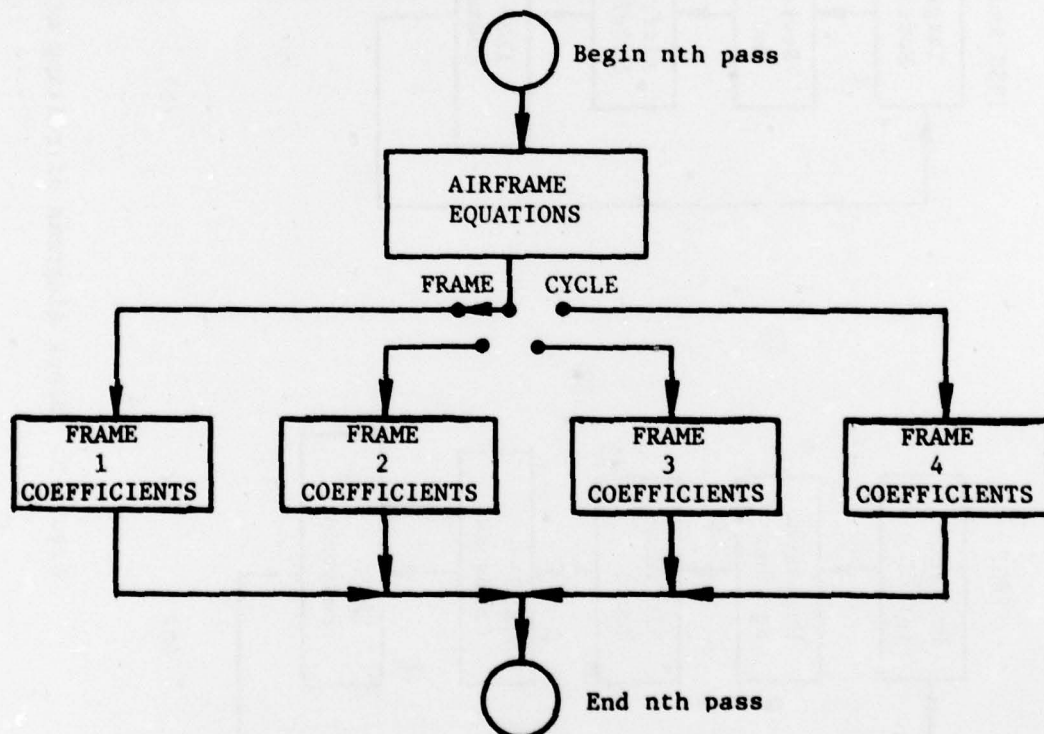 Begin nth pass
AIRFRAME
EQUATIONS
FRAME CYCLE
FRAME
1
COEFFICIENTS
FRAME
2
COEFFICIENTS
FRAME
3
COEFFICIENTS
FRAME
4
COEFFICIENTS
End nth pass